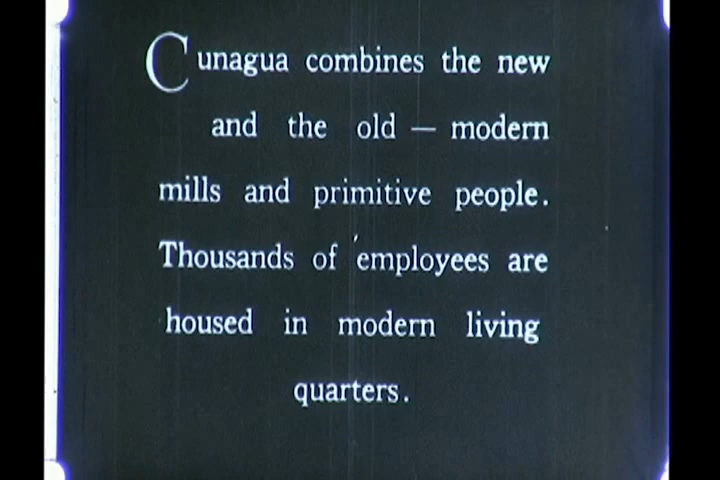 Cunagua combines the new
and the old — modern
mills and primitive people.
Thousands of employees are
housed in modern living
quarters.